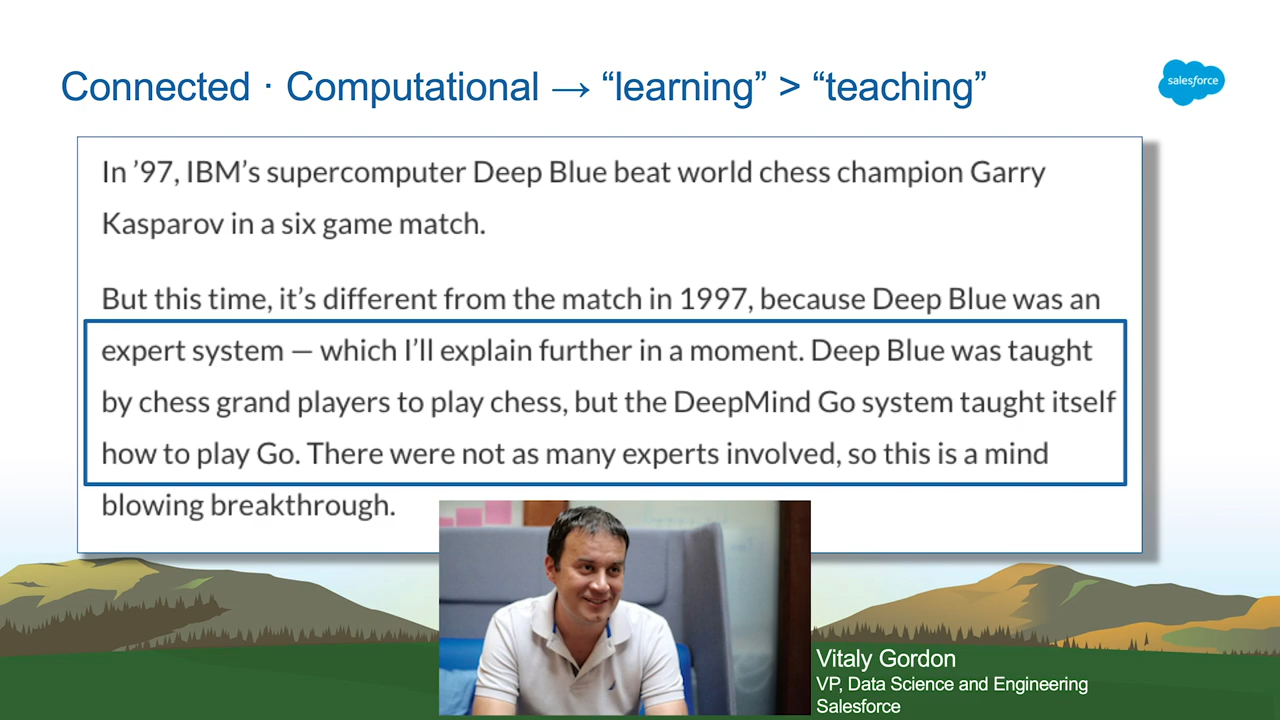 Connected · Computational → “learning” > “teaching”
salesforce
In ’97, IBM’s supercomputer Deep Blue beat world chess champion Garry
Kasparov in a six game match.
But this time, it’s different from the match in 1997, because Deep Blue was an
expert system — which I’ll explain further in a moment. Deep Blue was taught
by chess grand players to play chess, but the DeepMind Go system taught itself
how to play Go. There were not as many experts involved, so this is a mind
blowing breakthrough.
Vitaly Gordon
VP, Data Science and Engineering
Salesforce